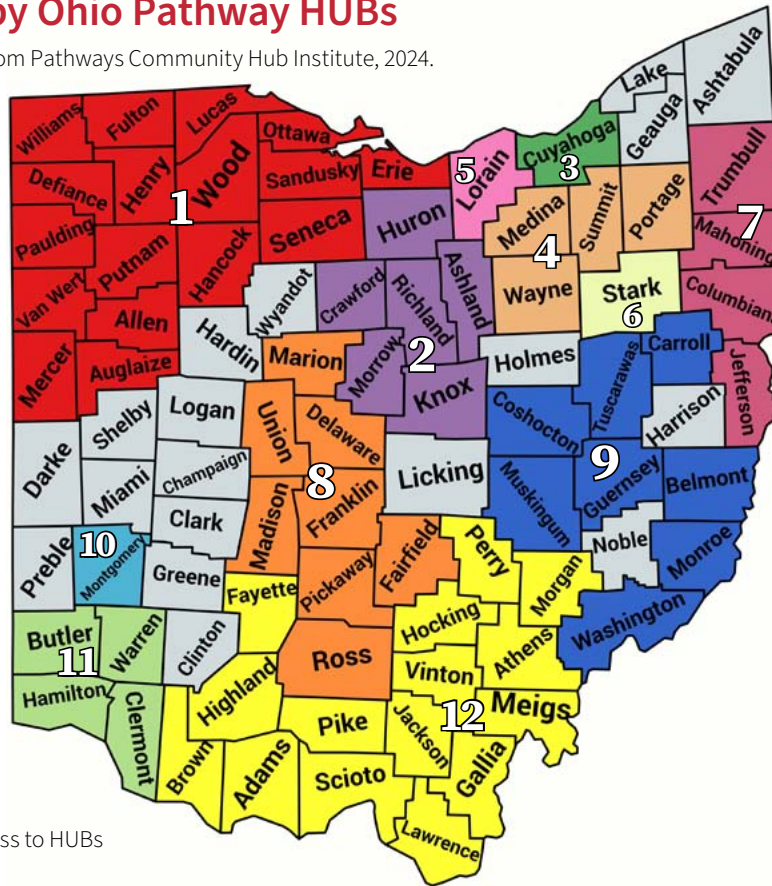 by Ohio Pathway HUBs
om Pathways Community Hub Institute, 2024.
Lake
Ashtabula
Geauga
Williams
Fulton
Lucas
Ottawa
Cuyahoga
3
Trumbull
Defiance
Henry
Wood
Sandusky
Erie
5
Lorain
Medina
Summit
Portage
1
7
Paulding
Putnam
Hancock
Seneca
Huron
Mahoning
4
Van Wert
Allen
Wyandot
Crawford
Richland
Ashland
Wayne
Stark
6
Columbian
Mercer
Auglaize
Hardin
Marion
Morrow
2
Knox
Holmes
Tuscarawas
Carroll
Jefferson
Shelby
Logan
Union
Delaware
Coshocton
Harrison
Darke
Miami
Champaign
8
Licking
9
Muskingum
Guernsey
Belmont
Clark
Madison
Franklin
Preble
10
Montgomery
Greene
Fayette
Pickaway
Fairfield
Perry
Morgan
Noble
Monroe
Butler
11
Warren
Clinton
Ross
Hocking
Athens
Washington
Hamilton
Clermont
Highland
Vinton
Meigs
12
Brown
Adams
Pike
Jackson
Gallia
Scioto
Lawrence
ss to HUBs